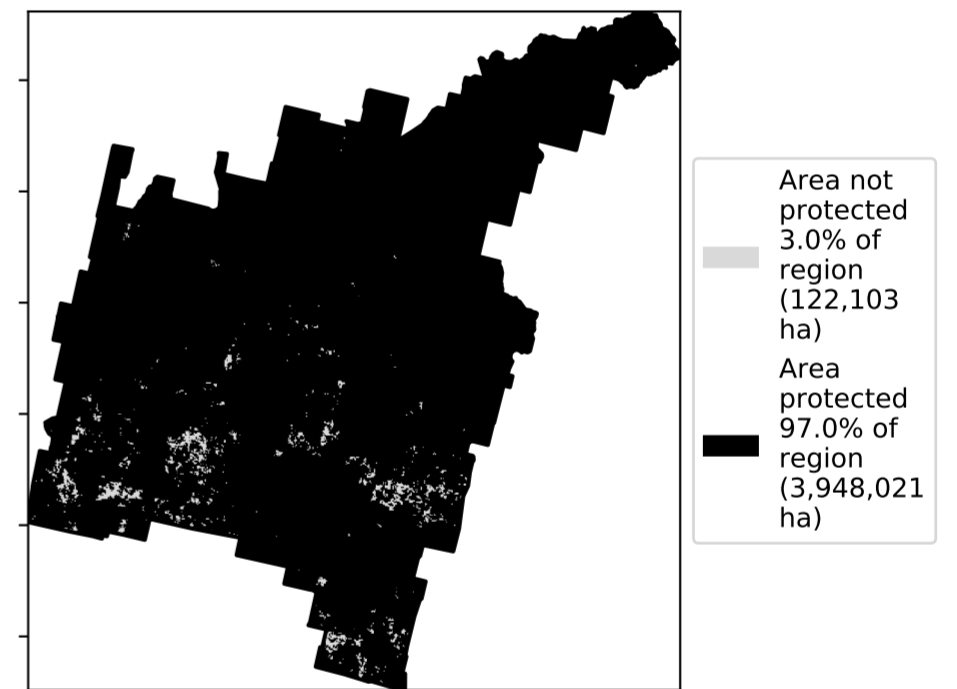 Area not
protected
3.0% of
region
(122,103
ha)
Area
protected
97.0% of
region
(3,948,021
ha)